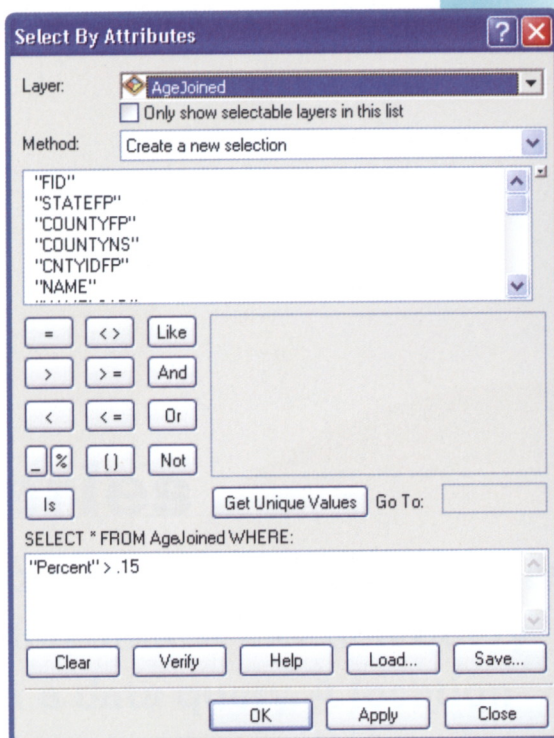 Select By Attributes
Layer: AgeJoined
Only show selectable layers in this list
Method: Create a new selection
"FID"
"STATEFP"
"COUNTYFP"
"COUNTYNS"
"CNTYIDFP"
"NAME"
= <> Like
> >= And
< <= Or
_ % () Not
Is Get Unique Values Go To:
SELECT * FROM AgeJoined WHERE:
"Percent" > .15
Clear Verify Help Load... Save...
OK Apply Close